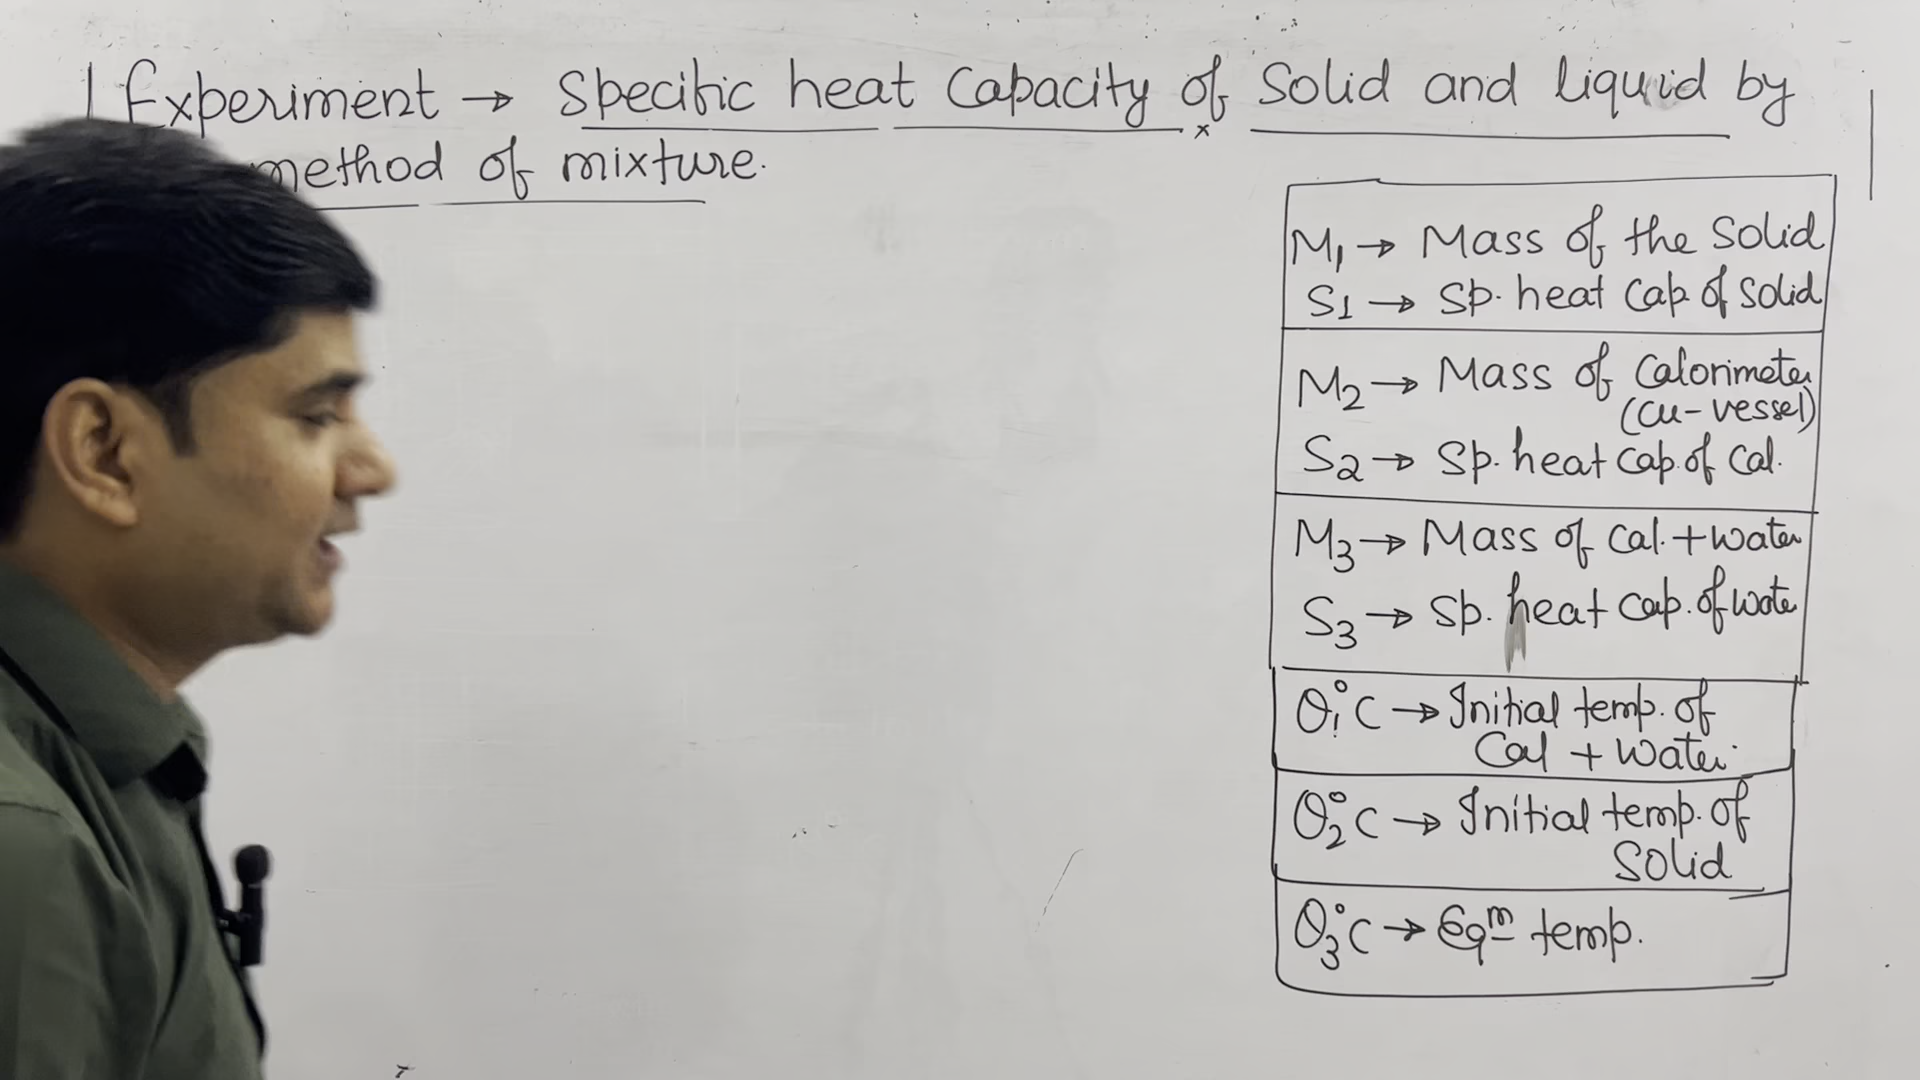 Experiment → Specific heat Capacity of Solid and liquid by
method of mixture.
M1 → Mass of the Solid
S1 → Sp. heat Cap. of Solid
M2 → Mass of Calorimeter
(Cu-vessel)
S2 → Sp. heat Cap. of Cal.
M3 → Mass of Cal. + Water
S3 → Sp. heat Cap. of Wate
θ1°C → Initial temp. of
Cal + Water.
θ2°C → Initial temp. of
Solid
θ3°C → Eqm temp.